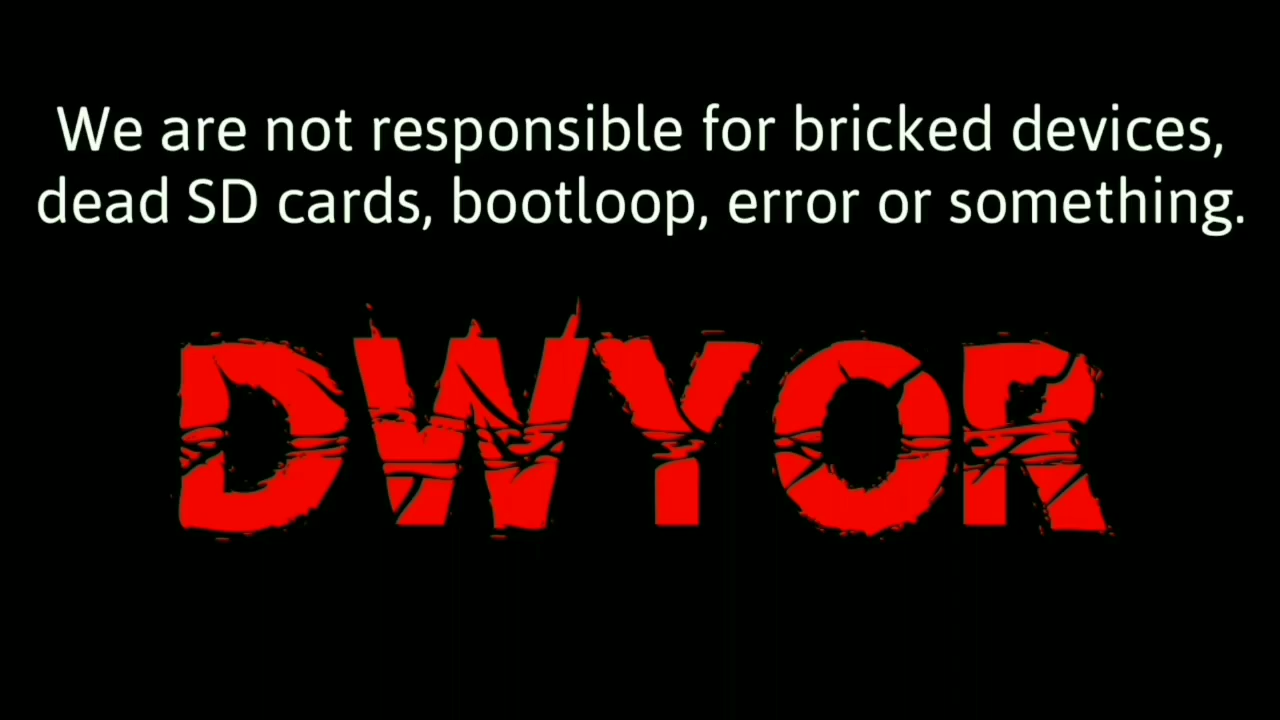 We are not responsible for bricked devices,
dead SD cards, bootloop, error or something.
DWYOR